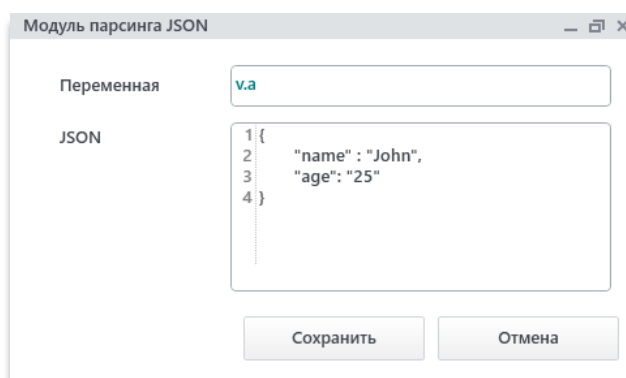 Модуль парсинга JSON
Переменная
v.a
JSON
1 {
2 "name" : "John",
3 "age": "25"
4 }
Сохранить
Отмена